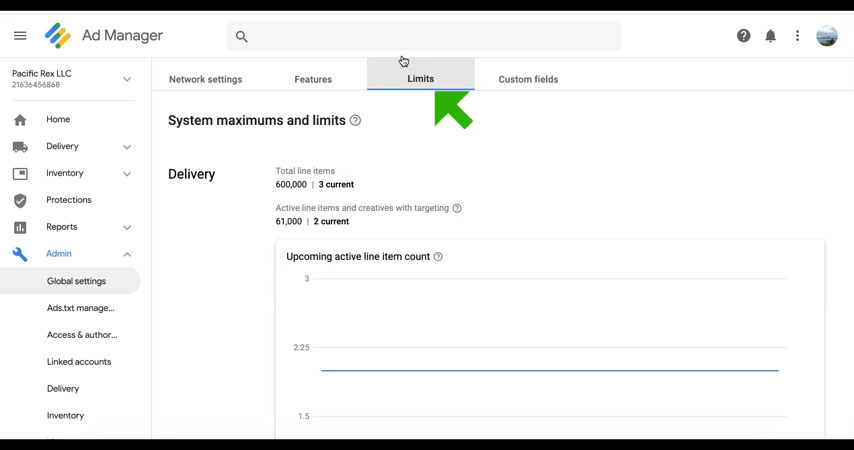 Ad Manager
Pacific Rex LLC
21636456868
Network settings
Features
Limits
Custom fields
Home
Delivery
Inventory
Protections
Reports
Admin
Global settings
Ads.txt manage...
Access & author...
Linked accounts
Delivery
Inventory
System maximums and limits
Delivery
Total line items
600,000 | 3 current
Active line items and creatives with targeting
61,000 | 2 current
Upcoming active line item count
3
2.25
1.5